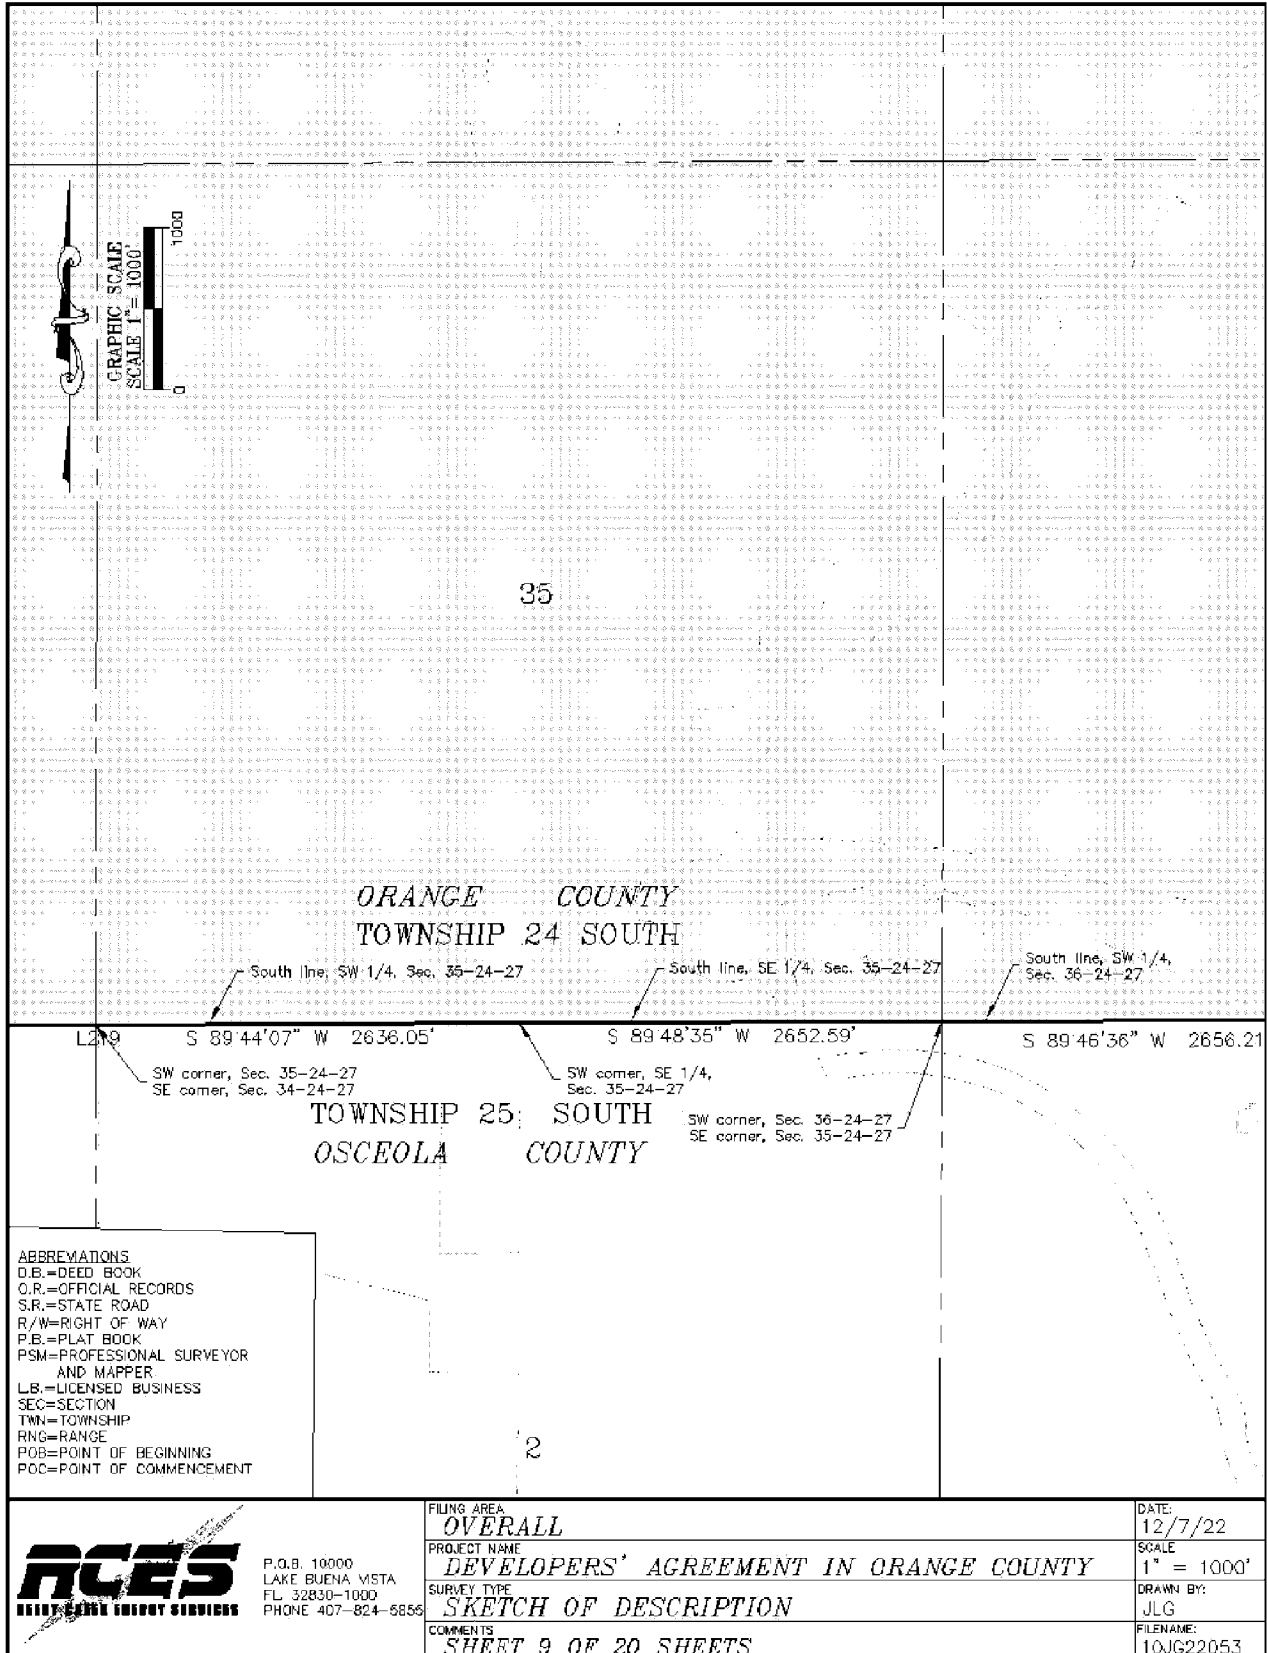 1000
GRAPHIC SCALE
SCALE 1"= 1000'
0
35
ORANGE COUNTY
TOWNSHIP 24 SOUTH
South line, SW 1/4, Sec. 35-24-27
South line, SE 1/4, Sec. 35-24-27
South line, SW 1/4,
Sec. 36-24-27
L219
S 89°44'07" W 2636.05'
S 89°48'35" W 2652.59'
S 89°46'36" W 2656.21
SW corner, Sec. 35-24-27
SE corner, Sec. 34-24-27
SW corner, SE 1/4,
Sec. 35-24-27
SW corner, Sec. 36-24-27
SE corner, Sec. 35-24-27
TOWNSHIP 25 SOUTH
OSCEOLA COUNTY
2
ABBREVIATIONS
D.B.=DEED BOOK
O.R.=OFFICIAL RECORDS
S.R.=STATE ROAD
R/W=RIGHT OF WAY
P.B.=PLAT BOOK
PSM=PROFESSIONAL SURVEYOR
AND MAPPER
L.B.=LICENSED BUSINESS
SEC=SECTION
TWN=TOWNSHIP
RNG=RANGE
POB=POINT OF BEGINNING
POC=POINT OF COMMENCEMENT
RCES
REEDY CREEK ENERGY SERVICES
P.O.B. 10000
LAKE BUENA VISTA
FL 32830-1000
PHONE 407-824-5856
FILING AREA
OVERALL
PROJECT NAME
DEVELOPERS' AGREEMENT IN ORANGE COUNTY
SURVEY TYPE
SKETCH OF DESCRIPTION
COMMENTS
SHEET 9 OF 20 SHEETS
DATE:
12/7/22
SCALE
1" = 1000'
DRAWN BY:
JLG
FILENAME:
10JG22053